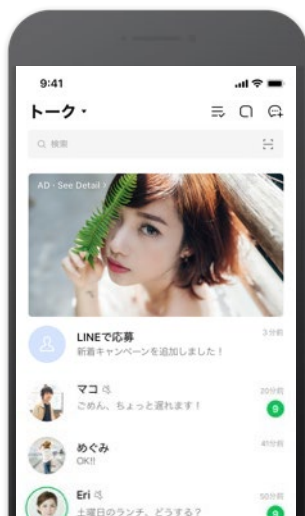 9:41
トーク
検索
AD · See Detail >
LINEで応募
3分前
新着キャンペーンを追加しました！
マコ
20分前
ごめん、ちょっと遅れます！
9
めぐみ
41分前
OK!!
Eri
50分前
土曜日のランチ、どうする？
9